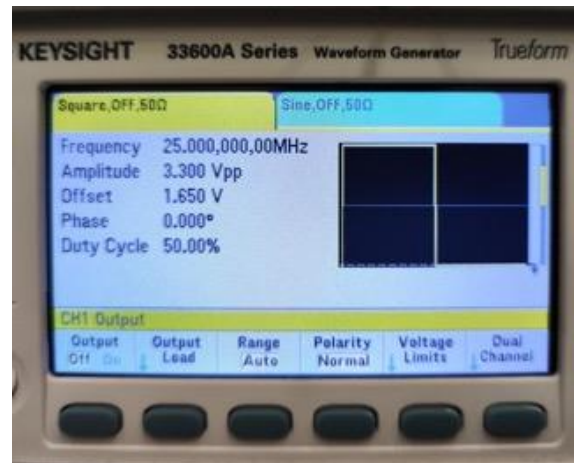 KEYSIGHT 33600A Series Waveform Generator Trueform
Square,OFF,50Ω Sine,OFF,50Ω
Frequency 25.000,000,00MHz
Amplitude 3.300 Vpp
Offset 1.650 V
Phase 0.000°
Duty Cycle 50.00%
CH1 Output
Output Output Range Polarity Voltage Dual
Off On Load Auto Normal Limits Channel